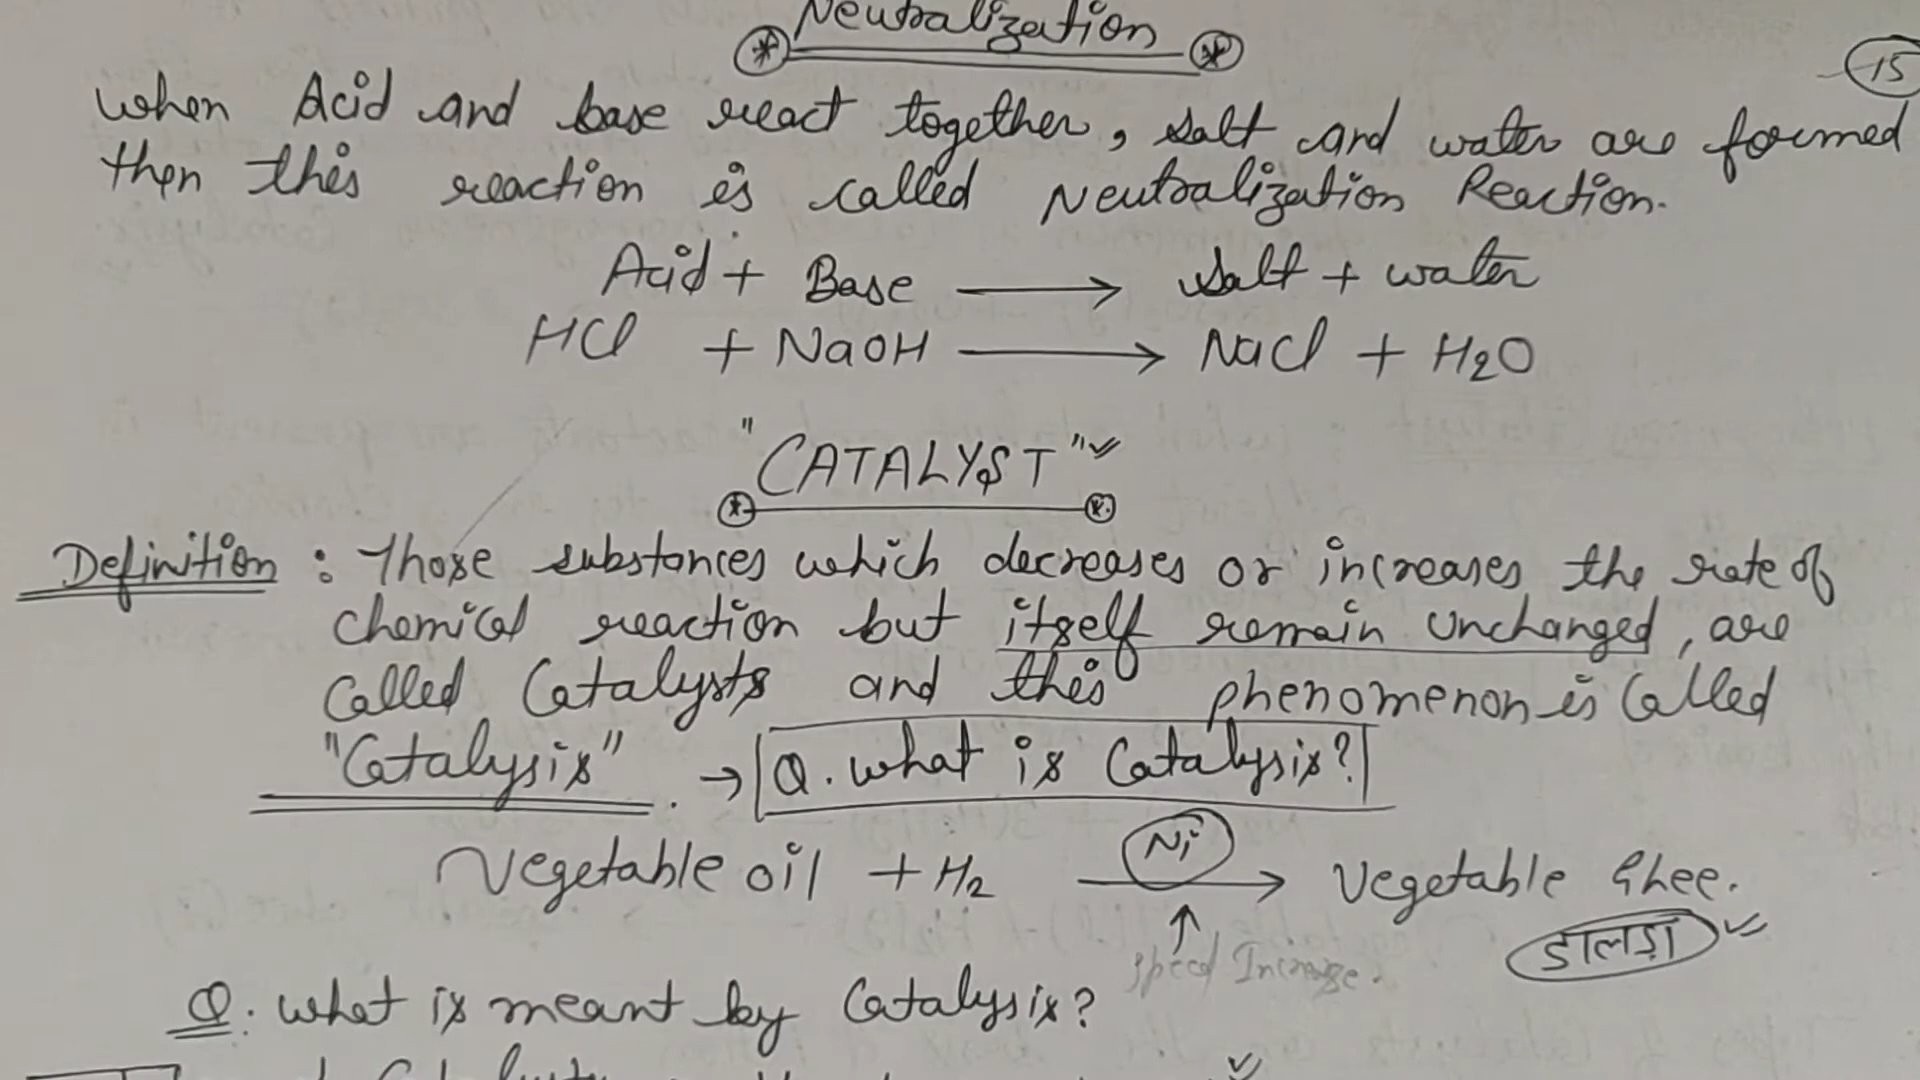 Neutralization
15
when Acid and base react together, salt and water are formed
then this reaction is called Neutralization Reaction.
Acid + Base → Salt + water
HCl + NaOH → NaCl + H2O
"CATALYST"
Definition : Those substances which decreases or increases the rate of
chemical reaction but itself remain unchanged, are
called Catalysts and this phenomenon is called
"Catalysis". → Q. what is Catalysis?
Ni
Vegetable oil + H2 → Vegetable Ghee.
↑
Speed Increase.
डालडा
Q. what is meant by Catalysis?